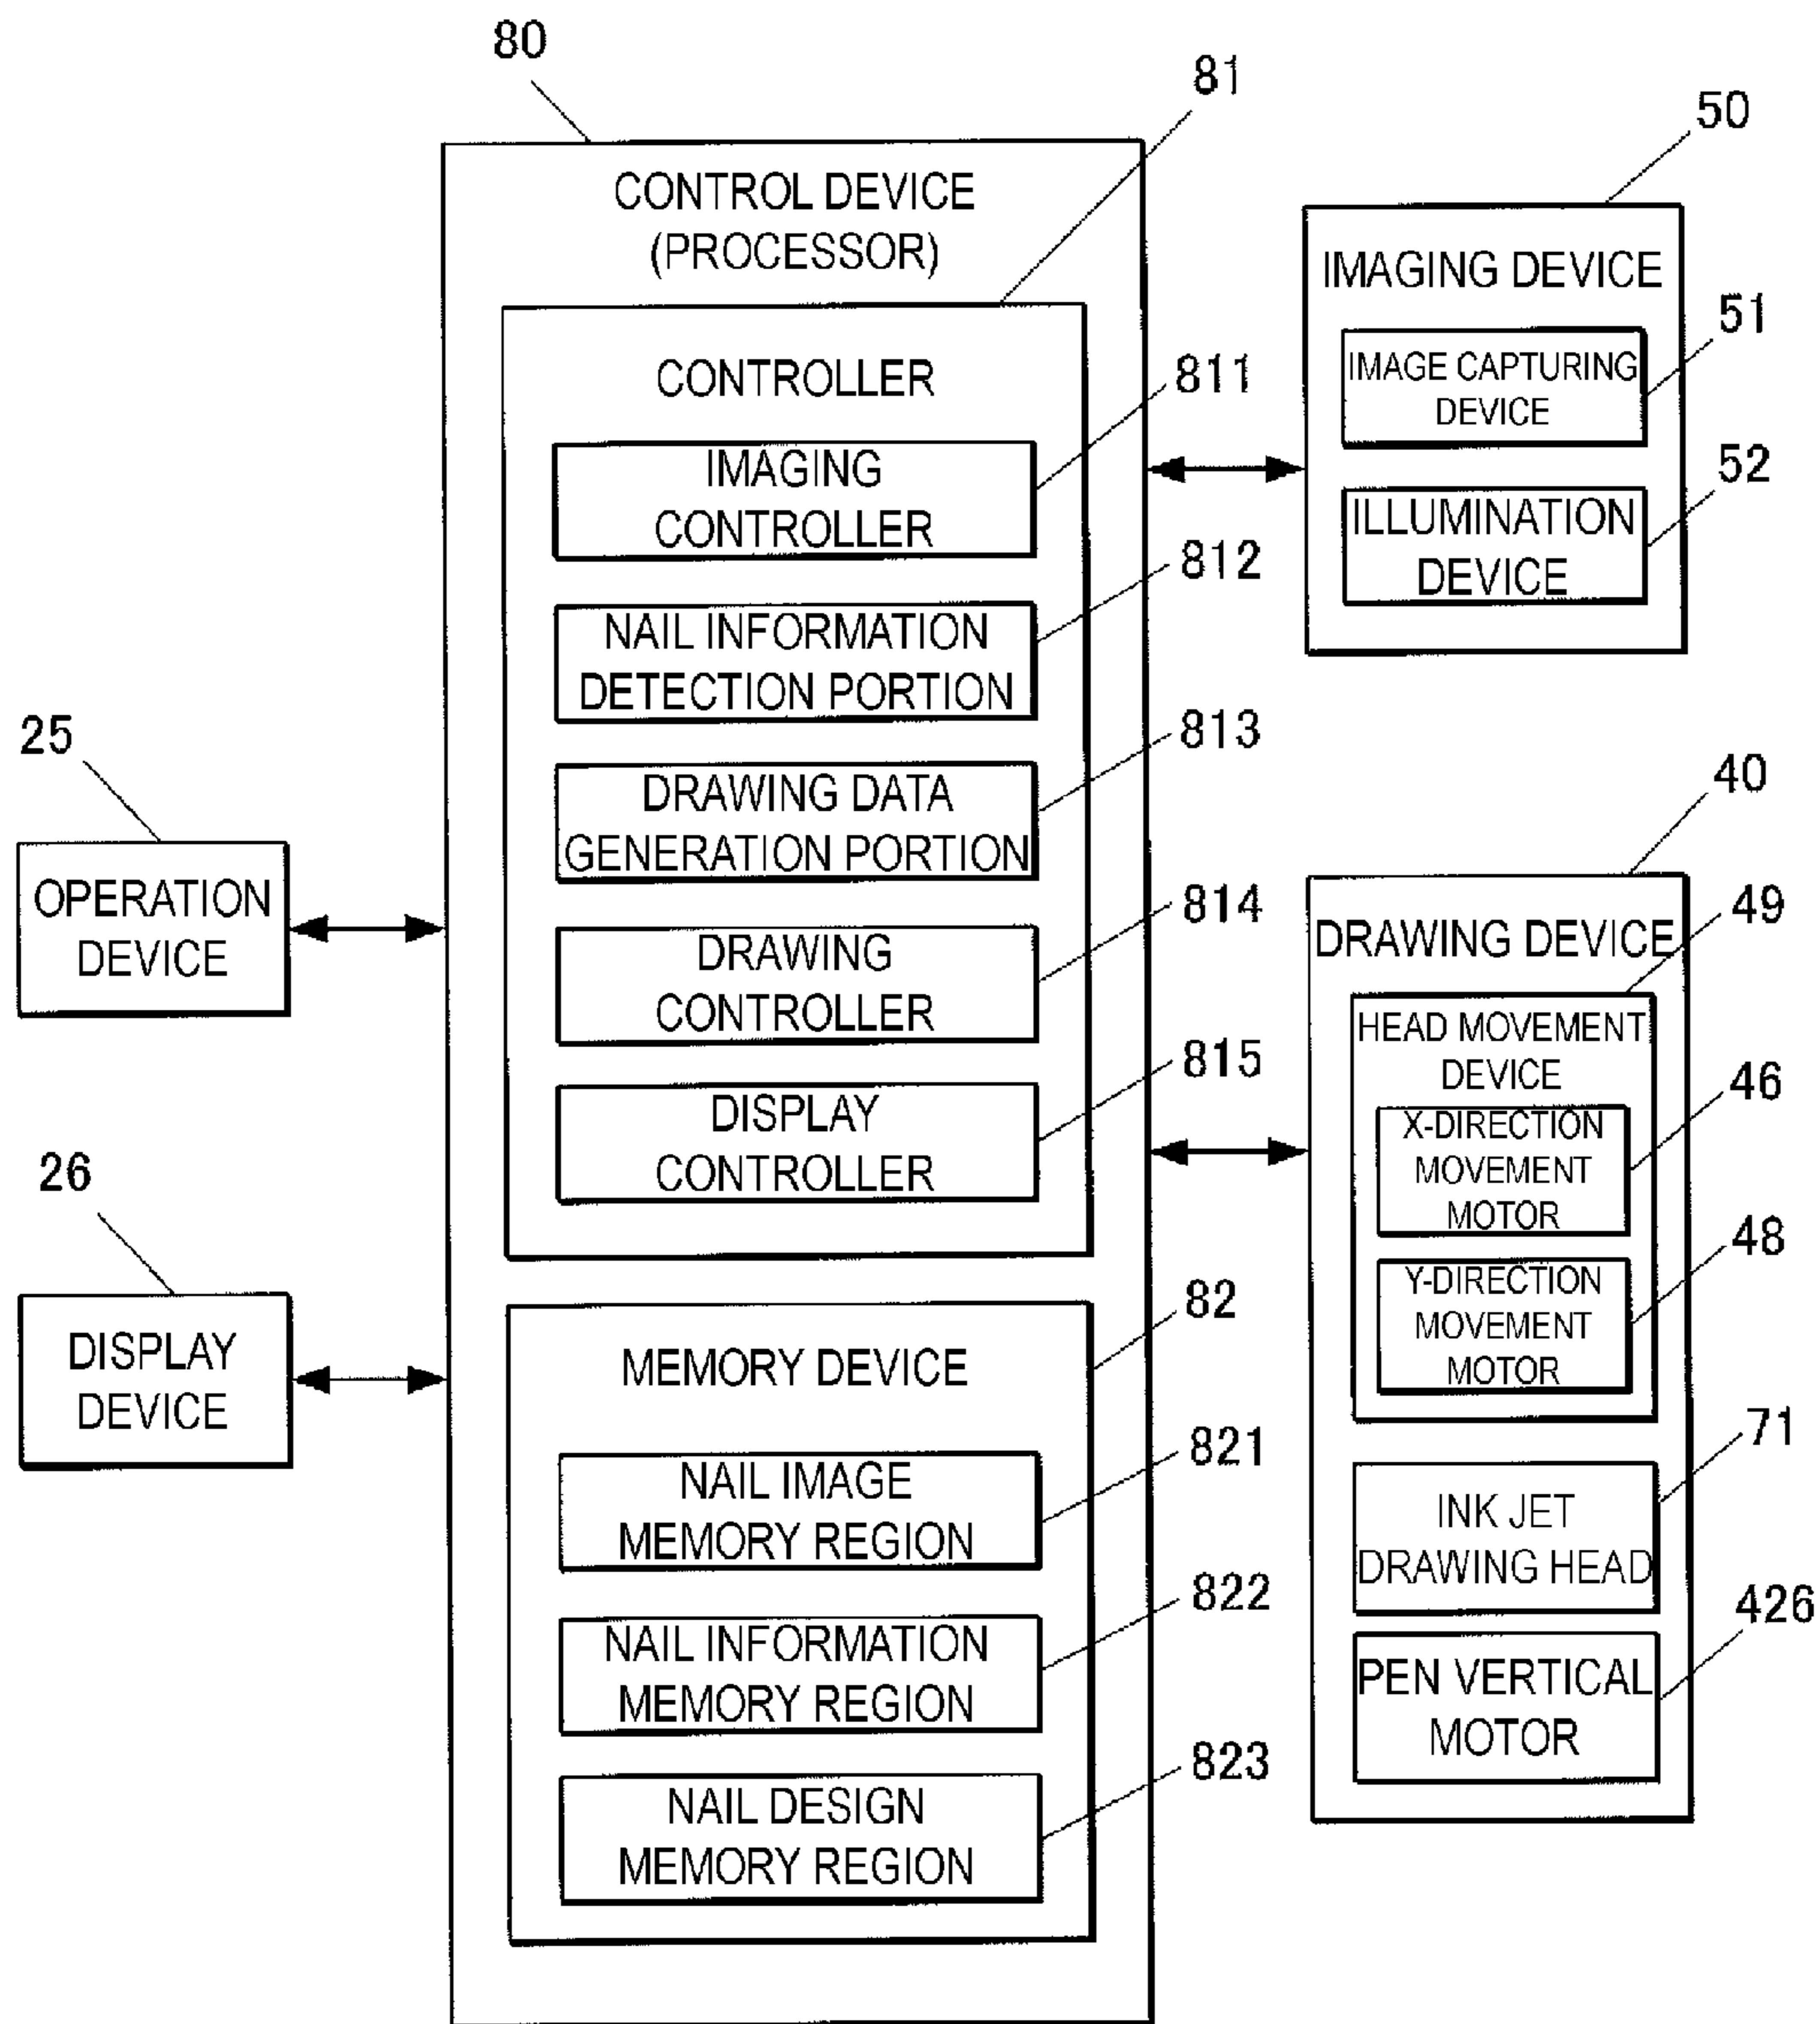 80
81
CONTROL DEVICE
(PROCESSOR)
CONTROLLER
811
IMAGING
CONTROLLER
812
NAIL INFORMATION
DETECTION PORTION
813
DRAWING DATA
GENERATION PORTION
814
DRAWING
CONTROLLER
815
DISPLAY
CONTROLLER
82
MEMORY DEVICE
821
NAIL IMAGE
MEMORY REGION
822
NAIL INFORMATION
MEMORY REGION
823
NAIL DESIGN
MEMORY REGION
25
OPERATION
DEVICE
26
DISPLAY
DEVICE
50
IMAGING DEVICE
51
IMAGE CAPTURING
DEVICE
52
ILLUMINATION
DEVICE
40
DRAWING DEVICE
49
HEAD MOVEMENT
DEVICE
46
X-DIRECTION
MOVEMENT
MOTOR
48
Y-DIRECTION
MOVEMENT
MOTOR
71
INK JET
DRAWING HEAD
426
PEN VERTICAL
MOTOR